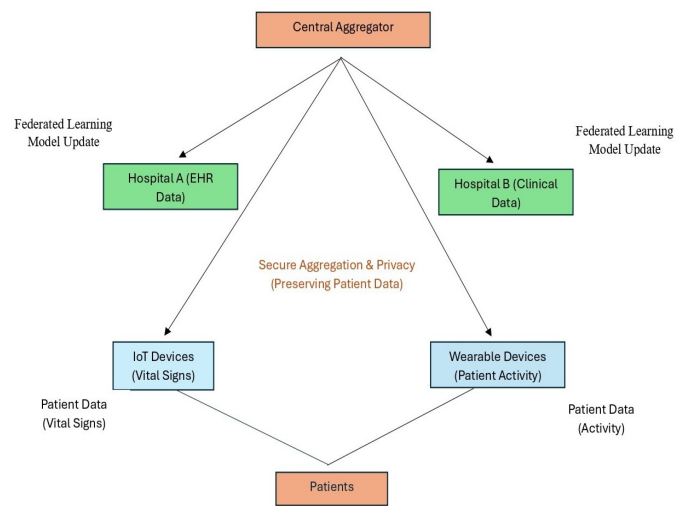 Central Aggregator
Federated Learning
Model Update
Federated Learning
Model Update
Hospital A (EHR
Data)
Hospital B (Clinical
Data)
Secure Aggregation & Privacy
(Preserving Patient Data)
IoT Devices
(Vital Signs)
Wearable Devices
(Patient Activity)
Patient Data
(Vital Signs)
Patient Data
(Activity)
Patients